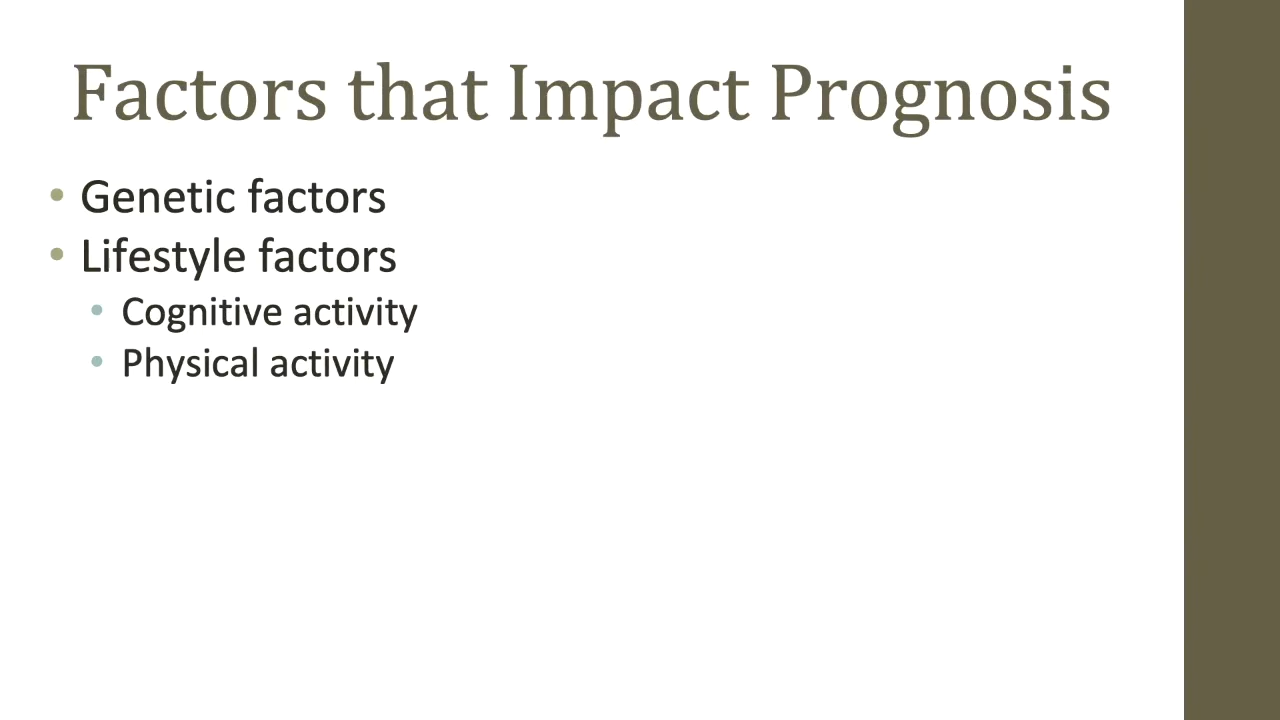 Factors that Impact Prognosis
• Genetic factors
• Lifestyle factors
• Cognitive activity
• Physical activity